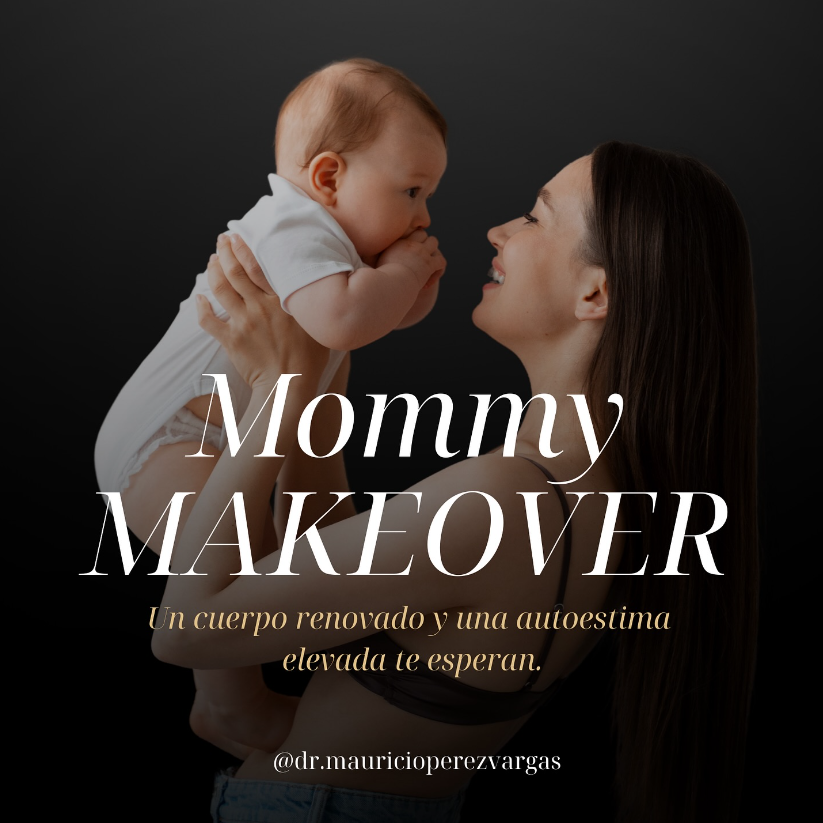 Mommy
MAKEOVER
Un cuerpo renovado y una autoestima
elevada te esperan.
@dr.mauricioperezvargas